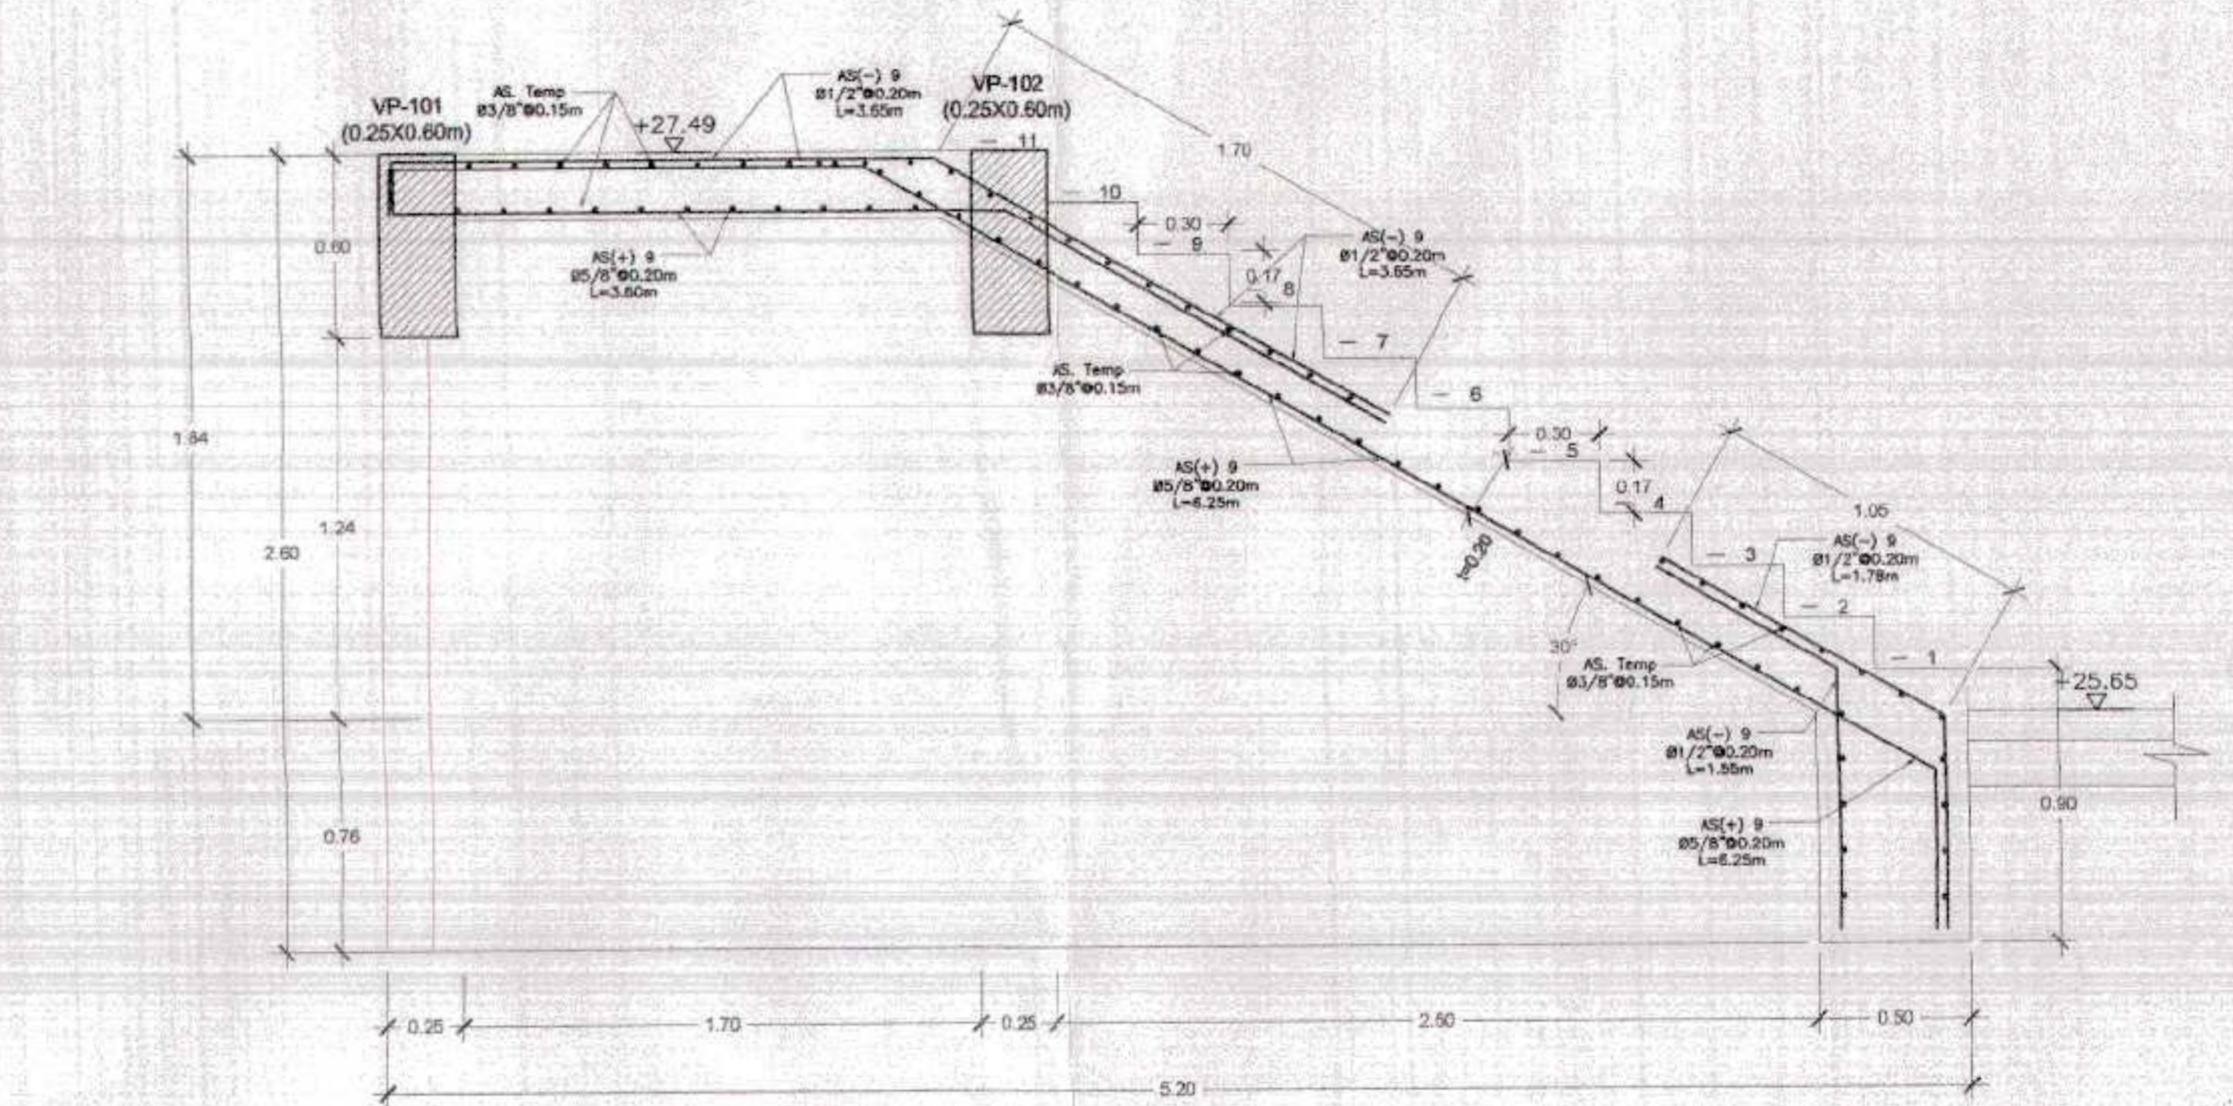 AS(-) 9
Ø1/2"@0.20m
L=3.65m
AS. Temp
Ø3/8"@0.15m
VP-101
(0.25X0.60m)
VP-102
(0.25X0.60m)
+27.49
11
1.70
10
0.30
9
0.17
8
AS(-) 9
Ø1/2"@0.20m
L=3.65m
0.60
AS(+) 9
Ø5/8"@0.20m
L=3.60m
7
AS. Temp
Ø3/8"@0.15m
6
1.84
0.30
5
AS(+) 9
Ø5/8"@0.20m
L=6.25m
0.17
4
1.05
1.24
2.60
t=0.20
3
AS(-) 9
Ø1/2"@0.20m
L=1.78m
2
30°
AS. Temp
Ø3/8"@0.15m
1
+25.65
AS(-) 9
Ø1/2"@0.20m
L=1.55m
0.90
0.76
AS(+) 9
Ø5/8"@0.20m
L=6.25m
0.25
1.70
0.25
2.50
0.50
5.20